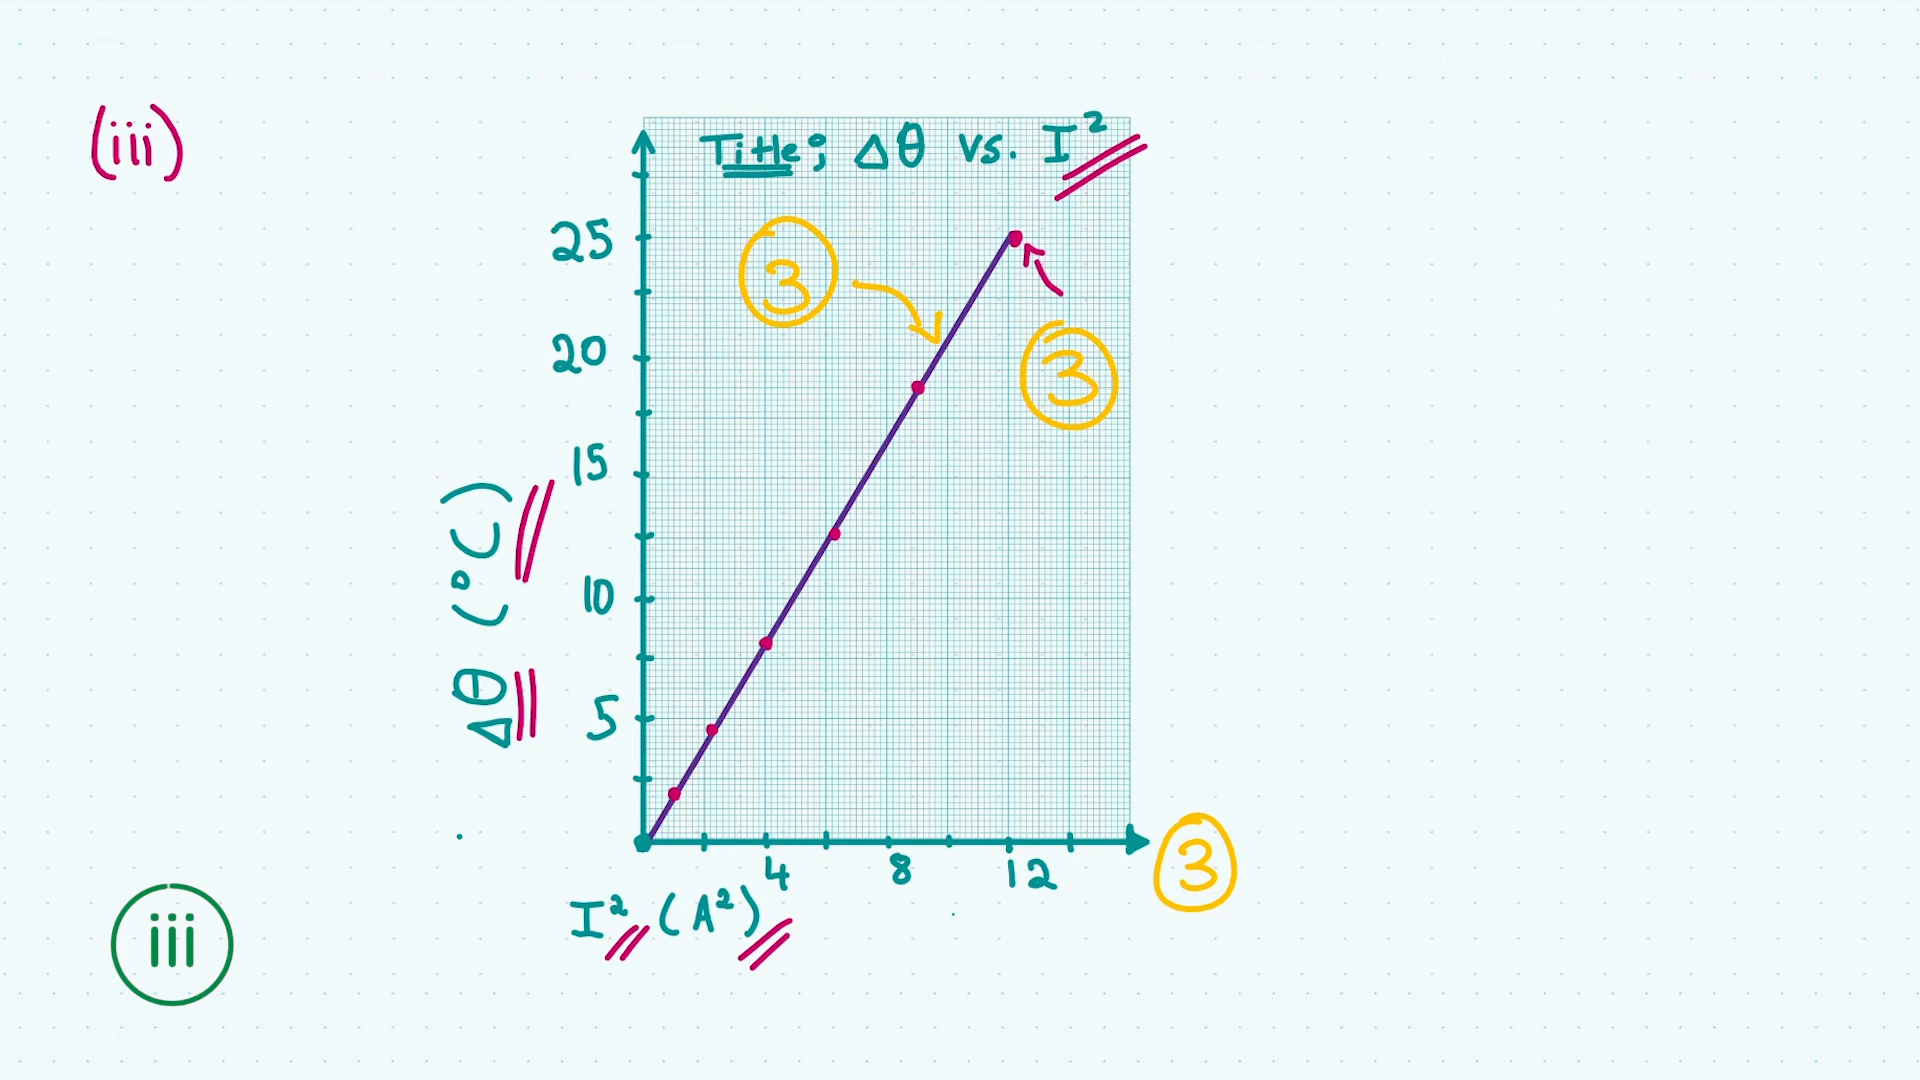 (iii)
Title; Δθ vs. I²
25
3
20
3
15
Δθ (°C)
10
5
4 8 12
3
I² (A²)
iii